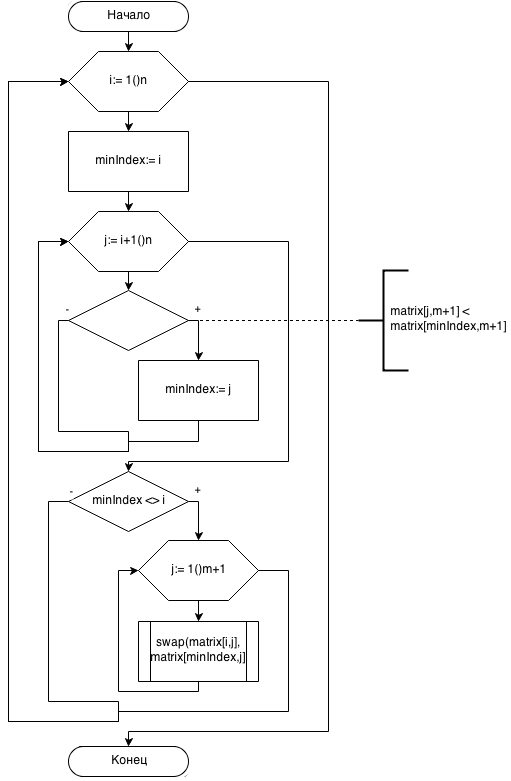 Начало
i:= 1()n
minIndex:= i
j:= i+1()n
-
+
matrix[j,m+1] <
matrix[minIndex,m+1]
minIndex:= j
-
+
minIndex <> i
j:= 1()m+1
swap(matrix[i,j],
matrix[minIndex,j]
Конец